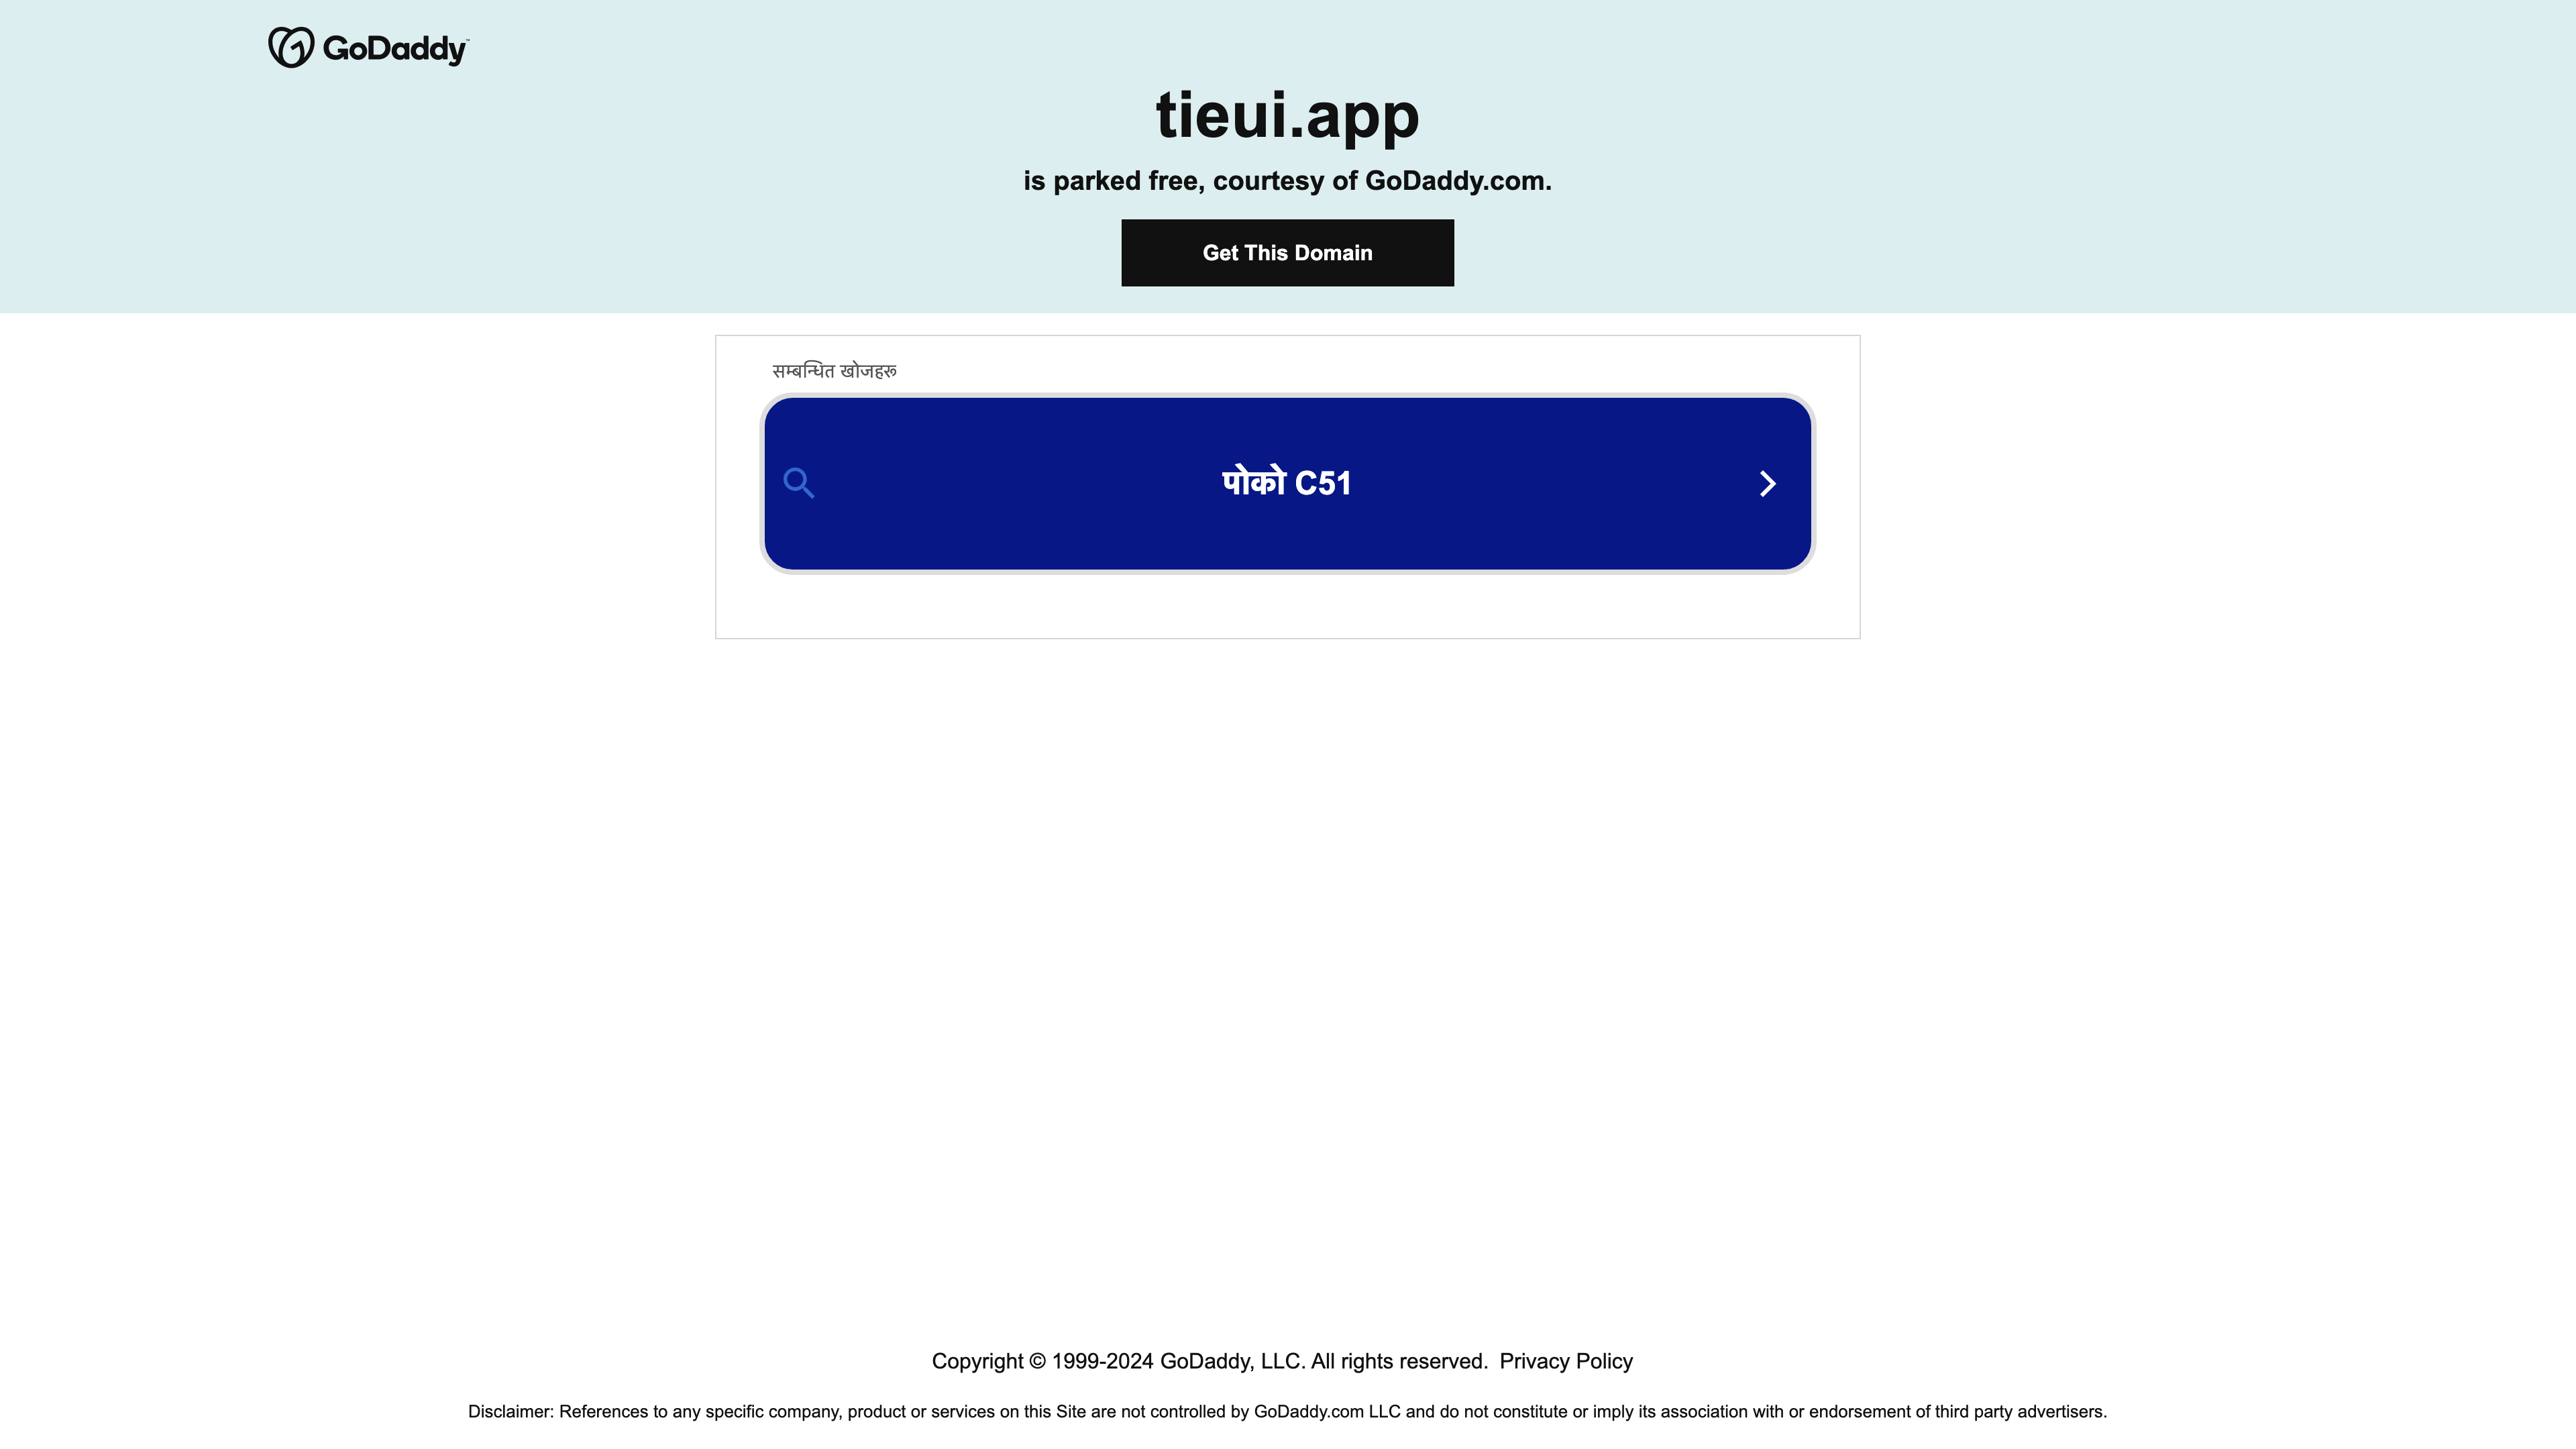 GoDaddy™
tieui.app
is parked free, courtesy of GoDaddy.com.
Get This Domain
सम्बन्धित खोजहरू
पोको C51
Copyright © 1999-2024 GoDaddy, LLC. All rights reserved. Privacy Policy
Disclaimer: References to any specific company, product or services on this Site are not controlled by GoDaddy.com LLC and do not constitute or imply its association with or endorsement of third party advertisers.